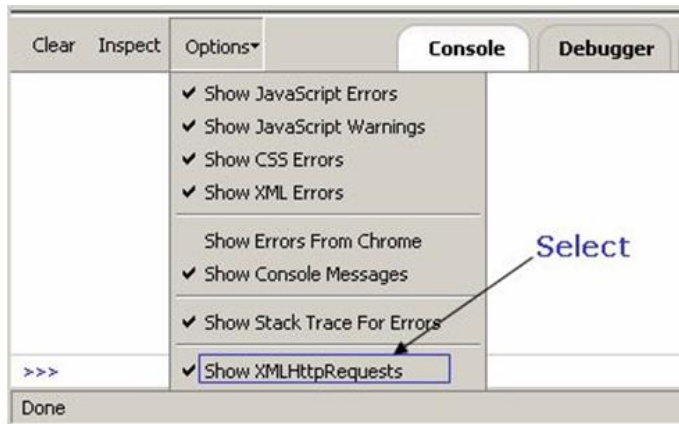 Clear Inspect Options Console Debugger
Show JavaScript Errors
Show JavaScript Warnings
Show CSS Errors
Show XML Errors
Show Errors From Chrome
Select
Show Console Messages
Show Stack Trace For Errors
>>>
Show XMLHttpRequests
Done